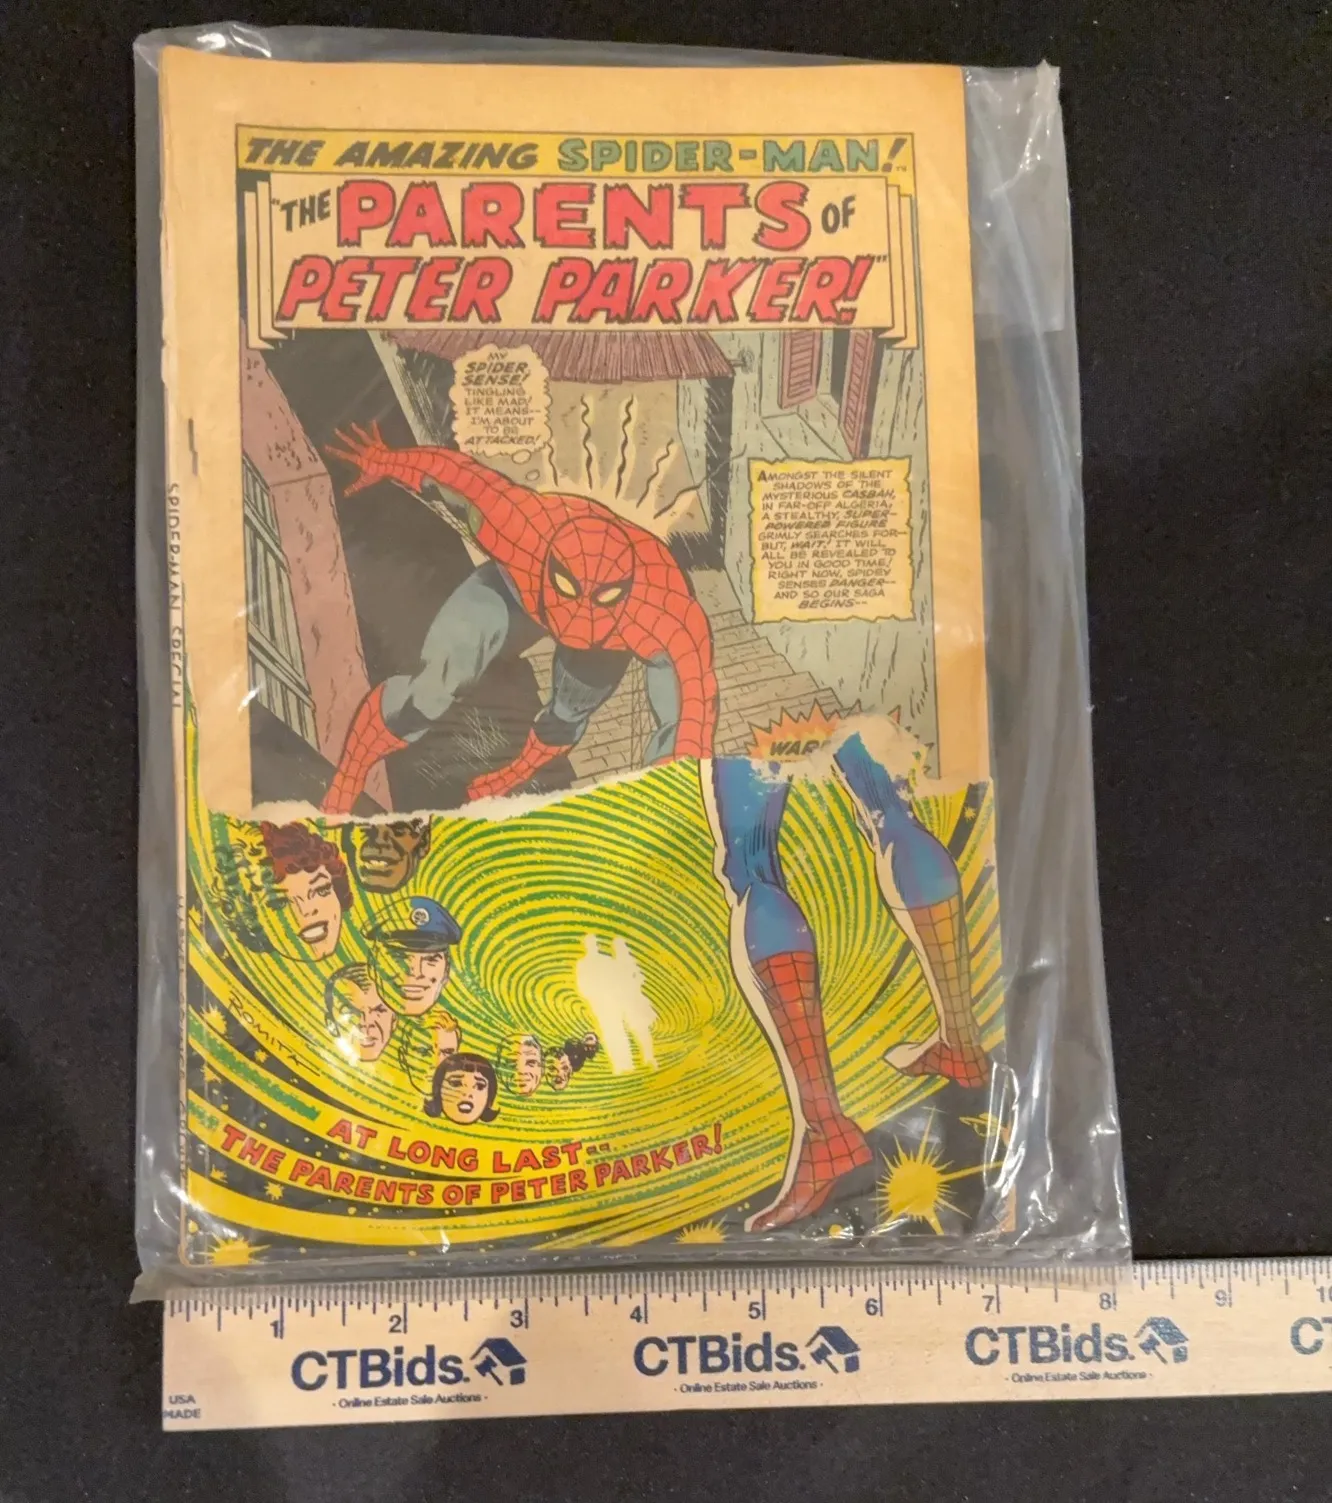 THE AMAZING SPIDER-MAN!
"THE PARENTS OF
PETER PARKER!"
MY
SPIDER
SENSE!
TINGLING
LIKE MAD!
IT MEANS--
I'M ABOUT
TO BE
ATTACKED!
AMONGST THE SILENT
SHADOWS OF THE
MYSTERIOUS CASBAH,
IN FAR-OFF ALGERIA,
A STEALTHY, SUPER-
POWERED FIGURE
GRIMLY SEARCHES FOR--
BUT, WAIT! IT WILL
ALL BE REVEALED TO
YOU IN GOOD TIME!
RIGHT NOW, SPIDEY
SENSES DANGER--
AND SO OUR SAGA
BEGINS--
SPIDER-MAN SPECIAL
ROMITA
AT LONG LAST--
THE PARENTS OF PETER PARKER!
1 2 3 4 5 6 7 8 9 10
CTBids. CTBids. CTBids. CT
· Online Estate Sale Auctions · · Online Estate Sale Auctions · · Online Estate Sale Auctions ·
USA
MADE